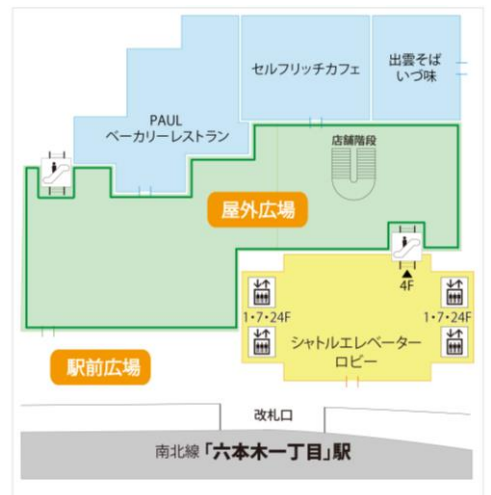 セルフリッチカフェ
出雲そば
いづ味
PAUL
ベーカリーレストラン
店舗階段
屋外広場
4F
1・7・24F
1・7・24F
シャトルエレベーター
ロビー
駅前広場
改札口
南北線「六本木一丁目」駅